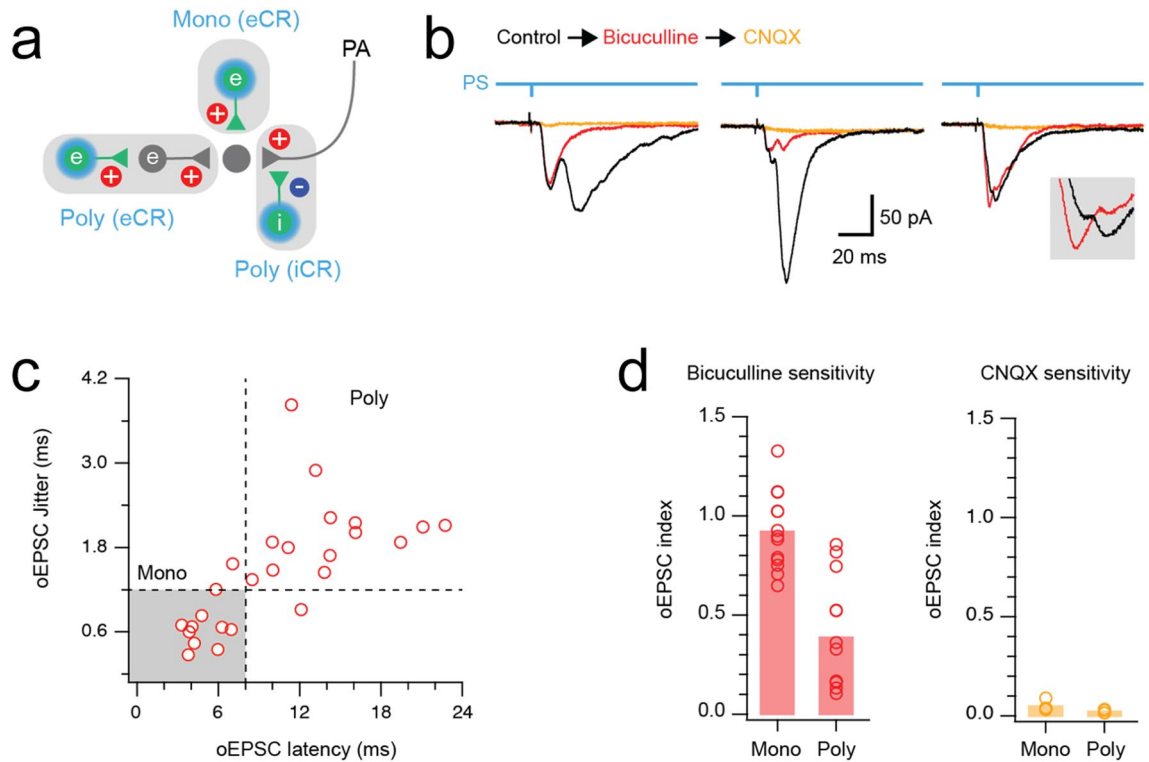 a
Mono (eCR)
PA
e
+
+
e
+
e
+
-
i
Poly (eCR)
Poly (iCR)
b
Control Bicuculline CNQX
PS
50 pA
20 ms
c
4.2
3.0
1.8
0.6
oEPSC Jitter (ms)
Poly
Mono
0 6 12 18 24
oEPSC latency (ms)
d
Bicuculline sensitivity
1.5
1.0
0.5
0.0
oEPSC index
Mono Poly
CNQX sensitivity
1.5
1.0
0.5
0.0
oEPSC index
Mono Poly